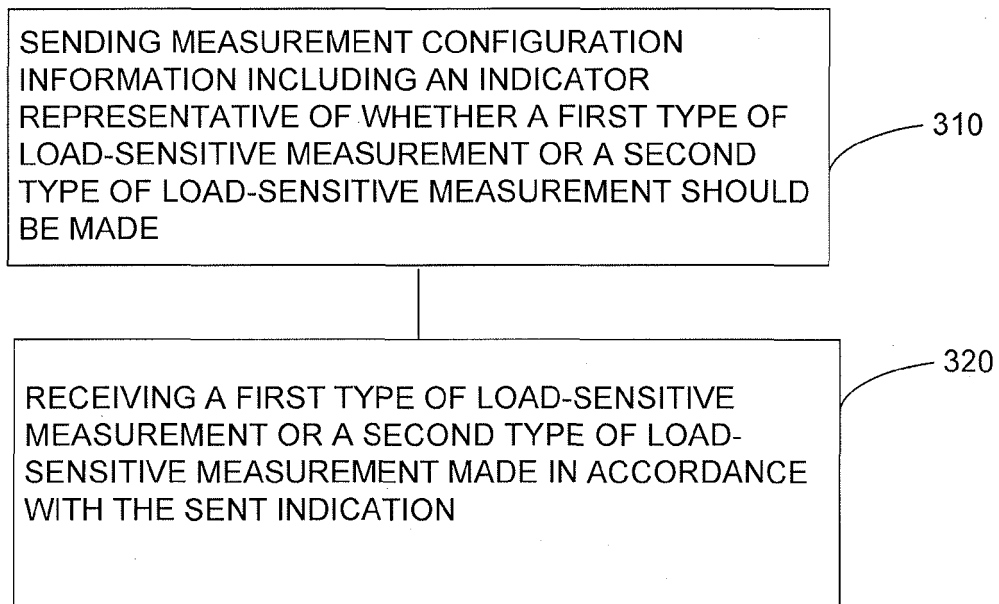 SENDING MEASUREMENT CONFIGURATION
INFORMATION INCLUDING AN INDICATOR
REPRESENTATIVE OF WHETHER A FIRST TYPE OF
LOAD-SENSITIVE MEASUREMENT OR A SECOND
TYPE OF LOAD-SENSITIVE MEASUREMENT SHOULD
BE MADE
310
RECEIVING A FIRST TYPE OF LOAD-SENSITIVE
MEASUREMENT OR A SECOND TYPE OF LOAD-
SENSITIVE MEASUREMENT MADE IN ACCORDANCE
WITH THE SENT INDICATION
320